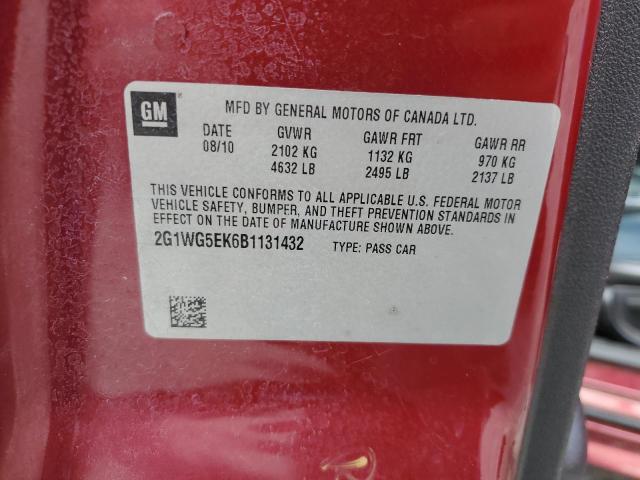 GM
MFD BY GENERAL MOTORS OF CANADA LTD.
DATE GVWR GAWR FRT GAWR RR
08/10 2102 KG 1132 KG 970 KG
4632 LB 2495 LB 2137 LB
THIS VEHICLE CONFORMS TO ALL APPLICABLE U.S. FEDERAL MOTOR
VEHICLE SAFETY, BUMPER, AND THEFT PREVENTION STANDARDS IN
EFFECT ON THE DATE OF MANUFACTURE SHOWN ABOVE.
2G1WG5EK6B1131432 TYPE: PASS CAR